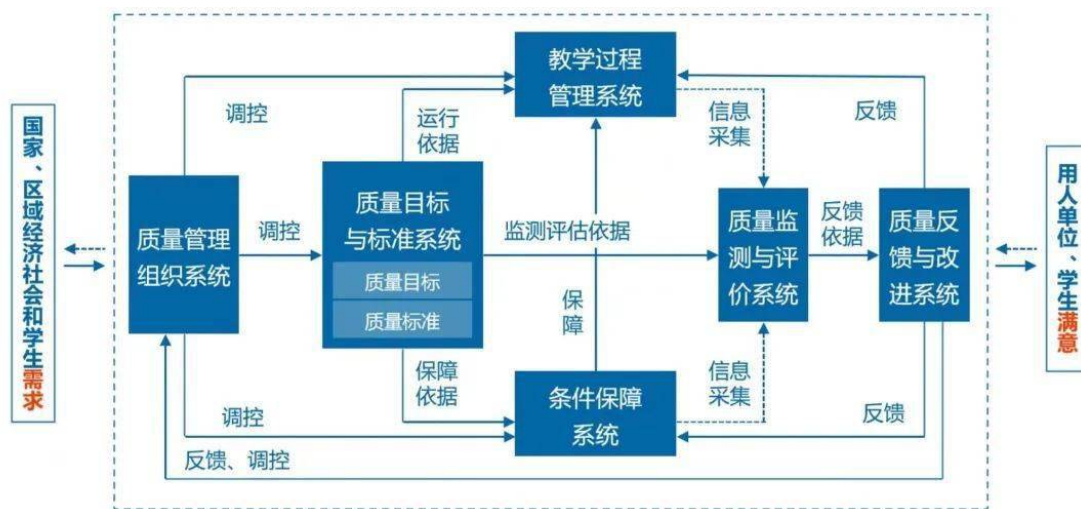 教学过程
管理系统
调控
运行
依据
信息
采集
反馈
国家、区域经济社会和学生需求
质量管理
组织系统
调控
质量目标
与标准系统
质量目标
质量标准
监测评估依据
质量监
测与评
价系统
反馈
依据
质量反
馈与改
进系统
用人单位、学生满意
保
障
保障
依据
信息
采集
调控
条件保障
系统
反馈
反馈、调控